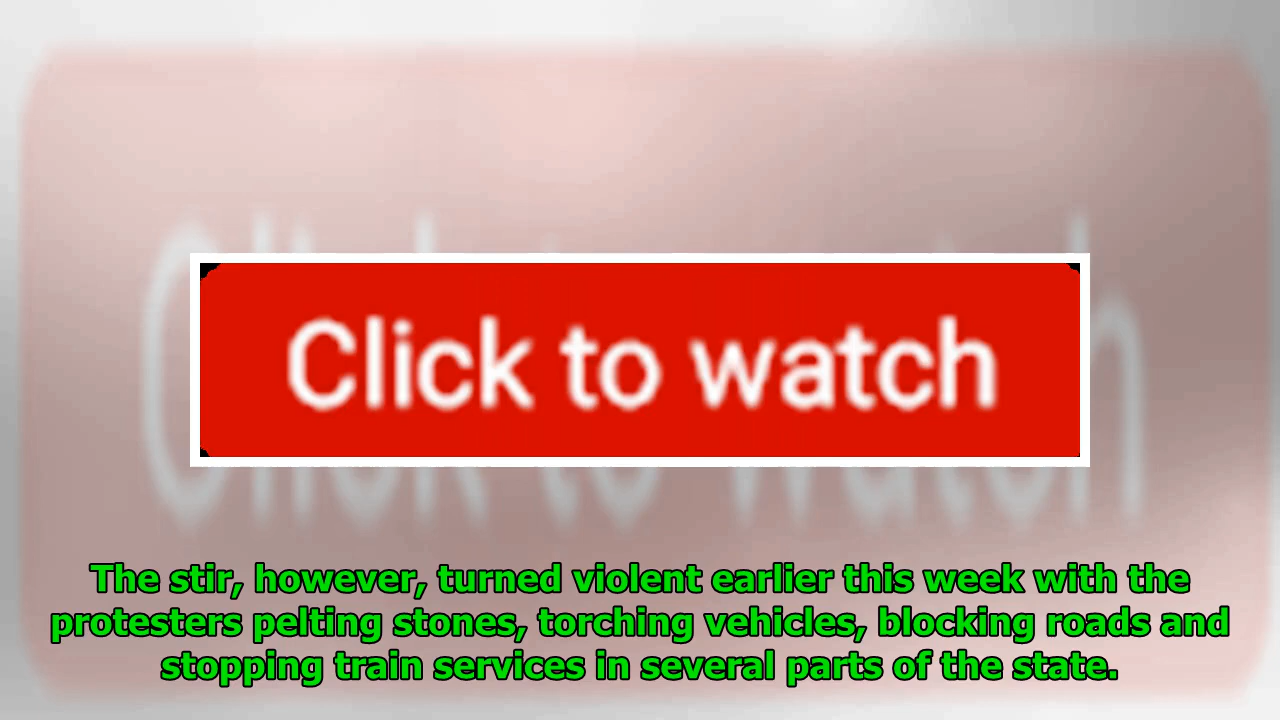 Click to watch
The stir, however, turned violent earlier this week with the
protesters pelting stones, torching vehicles, blocking roads and
stopping train services in several parts of the state.